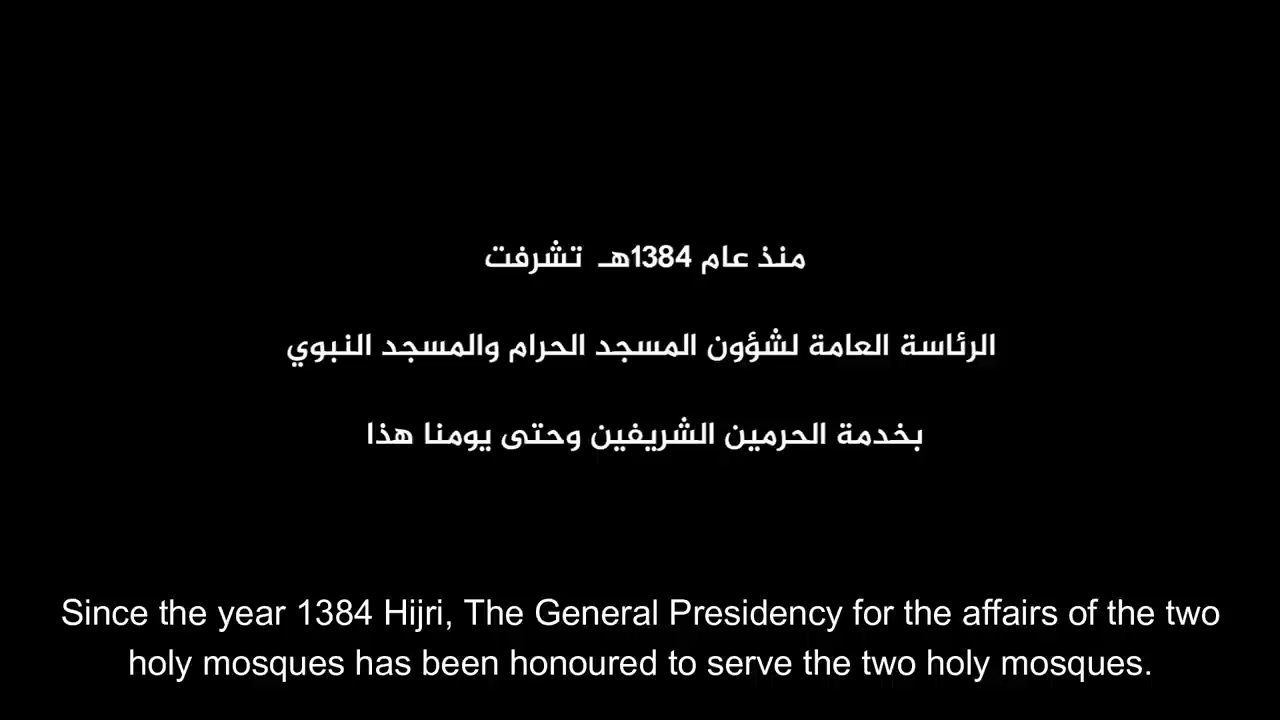 منذ عام 1384هـ تشرفت
الرئاسة العامة لشؤون المسجد الحرام والمسجد النبوي
بخدمة الحرمين الشريفين وحتى يومنا هذا
Since the year 1384 Hijri, The General Presidency for the affairs of the two
holy mosques has been honoured to serve the two holy mosques.